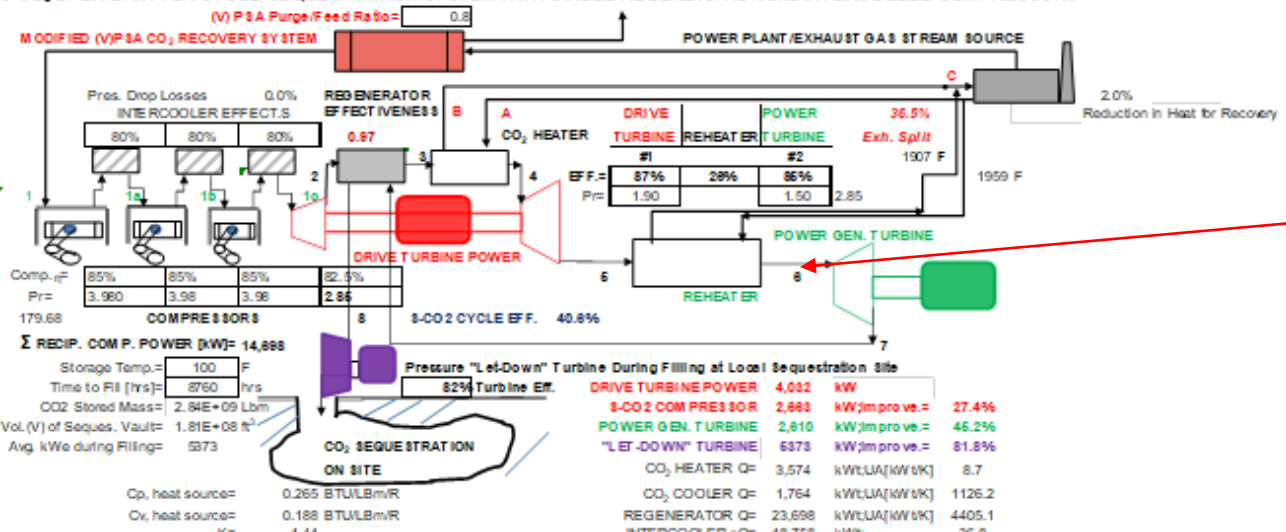 (V) PSA Purge/Feed Ratio= 0.8
MODIFIED (V)PSA CO₂ RECOVERY SYSTEM
POWER PLANT/EXHAUST GAS STREAM SOURCE
C
Pres. Drop Losses 0.0%
REGENERATOR
EFFECTIVENESS
B A
2.0%
Reduction in Heat for Recovery
INTERCOOLER EFFECT.S
80% 80% 80%
0.97
CO₂ HEATER
DRIVE POWER 36.5%
TURBINE REHEATER TURBINE Exh. Split
#1 #2 1907 F
2 3 4
EFF.= 87% 26% 85% 1959 F
Pr= 1.90 1.50 2.85
1 1a 1b 1c
POWER GEN. TURBINE
DRIVE TURBINE POWER
5 6
REHEATER
Comp.η= 85% 85% 85% 82.5%
Pr= 3.980 3.98 3.98 2.85
179.68 COMPRESSORS 8 S-CO2 CYCLE EFF. 40.6%
7
Σ RECIP. COMP. POWER [kW]= 14,698
Storage Temp.= 100 F
Pressure "Let-Down" Turbine During Filling at Local Sequestration Site
Time to Fill [hrs]= 8760 hrs
82% Turbine Eff.
DRIVE TURBINE POWER 4,032 kW
CO2 Stored Mass= 2.84E+09 Lbm
S-CO2 COMPRESSOR 2,663 kW;Improve.= 27.4%
Vol.(V) of Seques. Vault= 1.81E+08 ft³
POWER GEN. TURBINE 2,610 kW;Improve.= 45.2%
Avg. kWe during Filling= 5373
CO₂ SEQUESTRATION
ON SITE
"LET-DOWN" TURBINE 5373 kW;Improve.= 81.8%
CO₂ HEATER Q= 3,574 kWt;UA[kWt/K] 8.7
Cp, heat source= 0.265 BTU/LBm/R
CO₂ COOLER Q= 1,764 kWt;UA[kWt/K] 1126.2
Cv, heat source= 0.188 BTU/LBm/R
REGENERATOR Q= 23,698 kWt;UA[kWt/K] 4405.1